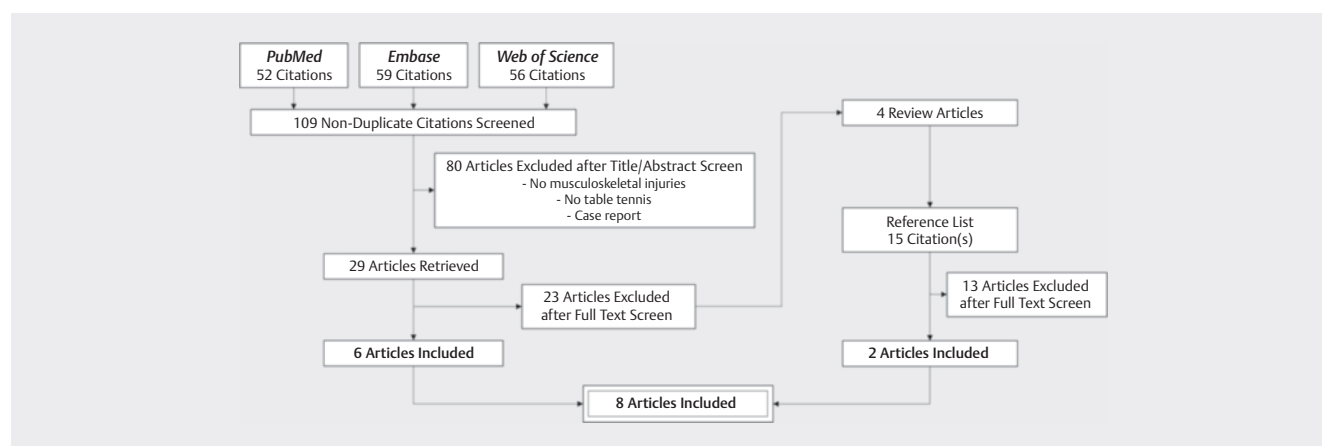 PubMed
52 Citations
Embase
59 Citations
Web of Science
56 Citations
109 Non-Duplicate Citations Screened
80 Articles Excluded after Title/Abstract Screen
- No musculoskeletal injuries
- No table tennis
- Case report
29 Articles Retrieved
23 Articles Excluded
after Full Text Screen
6 Articles Included
4 Review Articles
Reference List
15 Citation(s)
13 Articles Excluded
after Full Text Screen
2 Articles Included
8 Articles Included